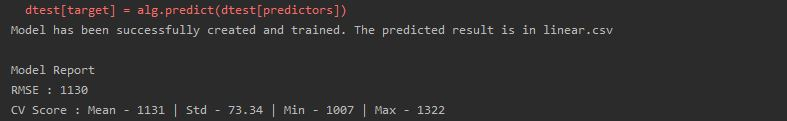 dtest[target] = alg.predict(dtest[predictors])
Model has been successfully created and trained. The predicted result is in linear.csv
Model Report
RMSE : 1130
CV Score : Mean - 1131 | Std - 73.34 | Min - 1007 | Max - 1322